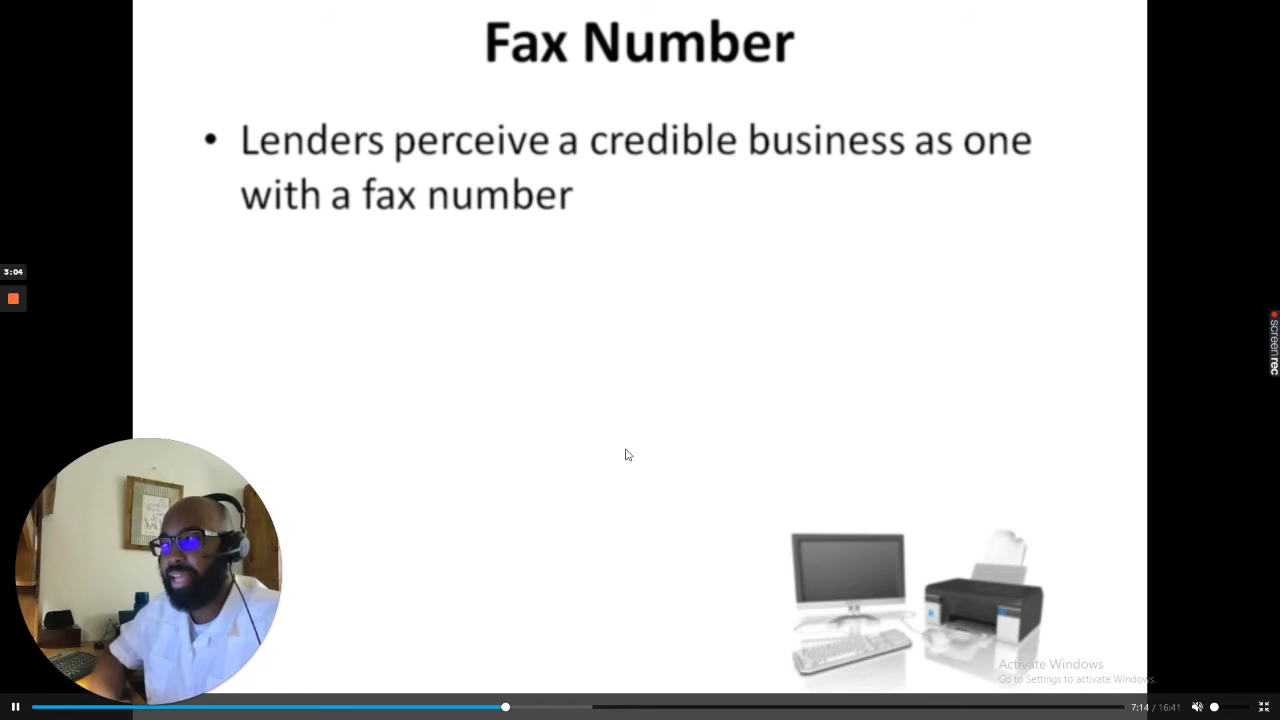 Fax Number
• Lenders perceive a credible business as one
with a fax number
3:04
screenrec
Activate Windows
Go to Settings to activate Windows.
7:14 / 16:41